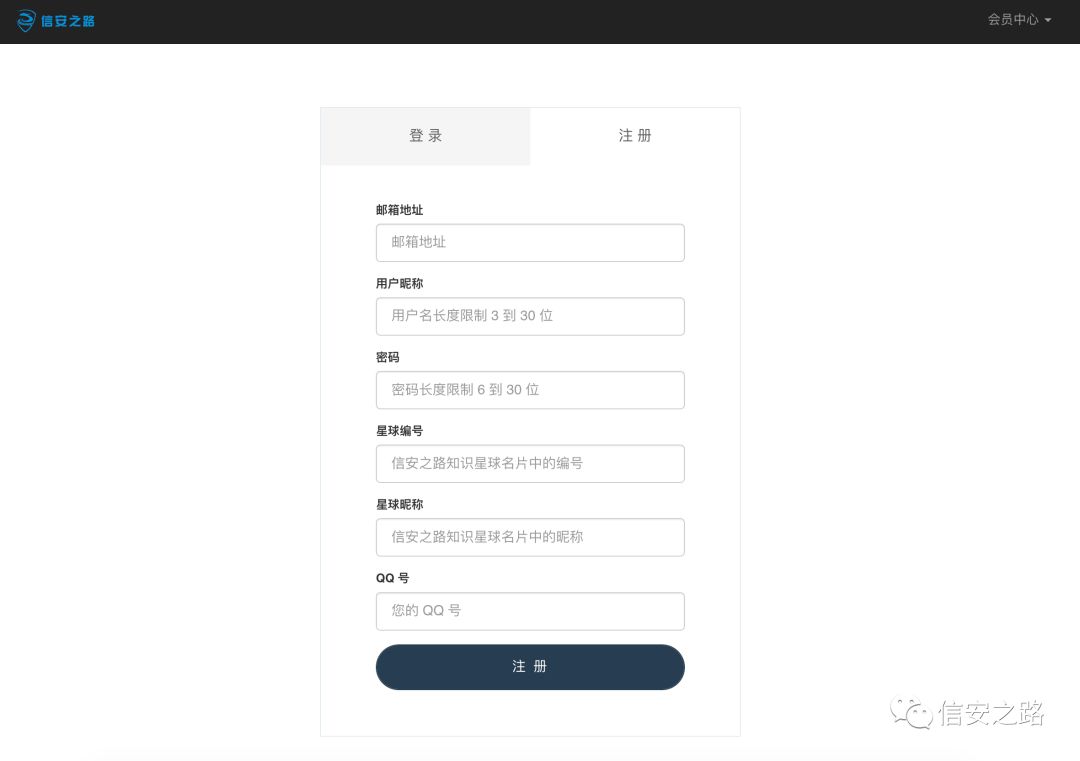 信安之路
会员中心
登 录
注 册
邮箱地址
邮箱地址
用户昵称
用户名长度限制 3 到 30 位
密码
密码长度限制 6 到 30 位
星球编号
信安之路知识星球名片中的编号
星球昵称
信安之路知识星球名片中的昵称
QQ 号
您的 QQ 号
注 册
信安之路